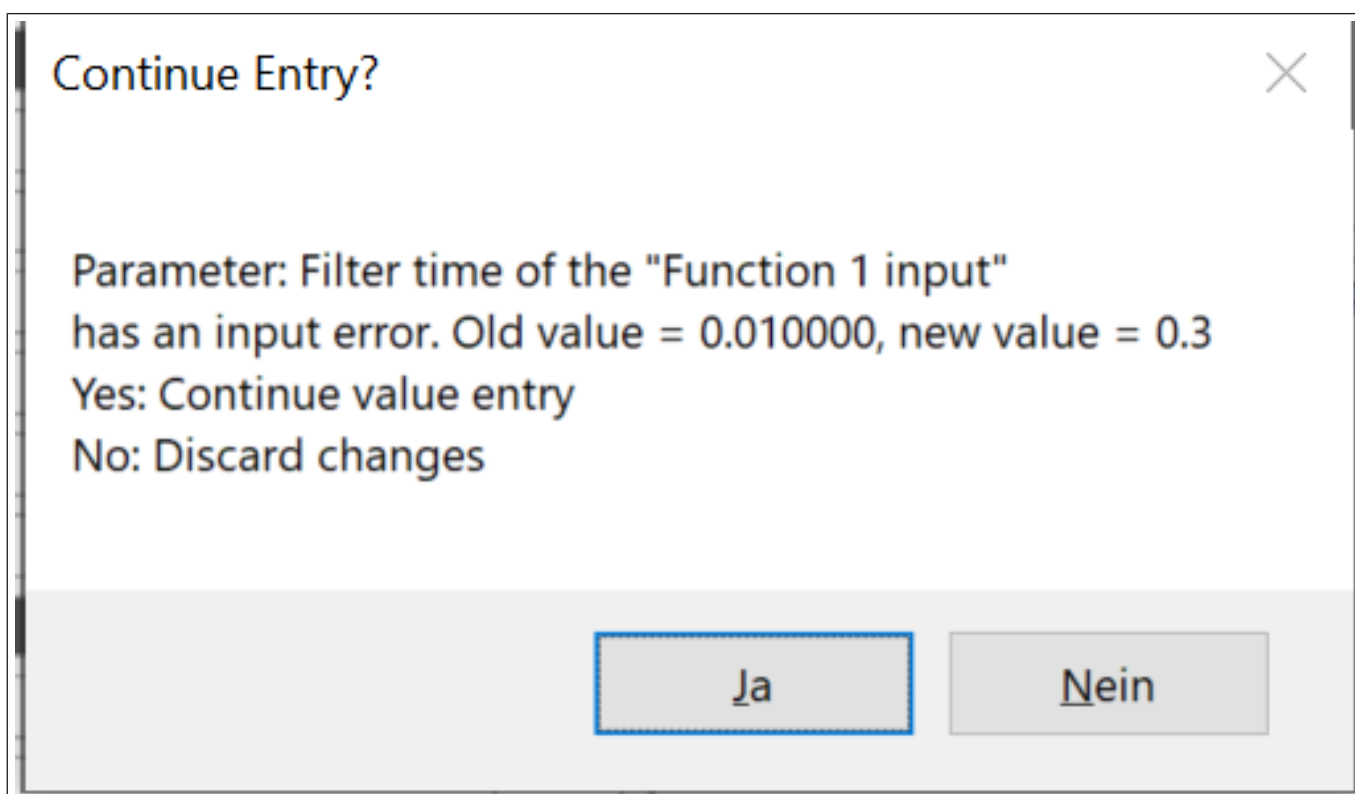 Continue Entry?
Parameter: Filter time of the "Function 1 input"
has an input error. Old value = 0.010000, new value = 0.3
Yes: Continue value entry
No: Discard changes
Ja
Nein